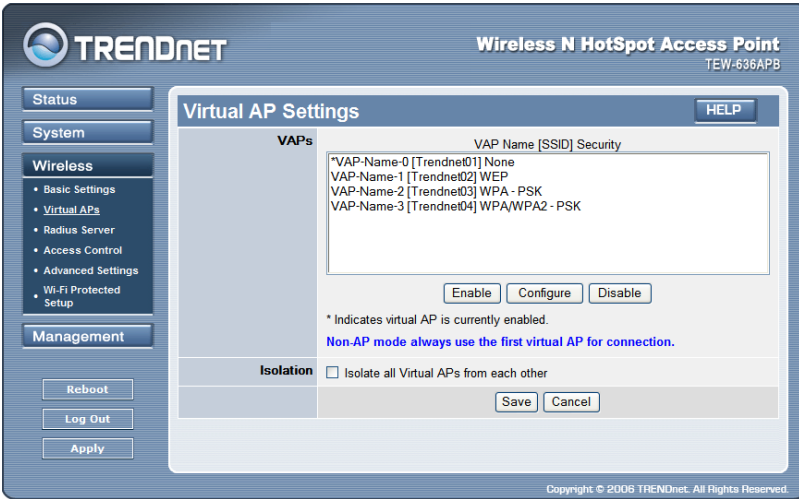 TRENDNET
Wireless N HotSpot Access Point
TEW-636APB
Status
System
Wireless
• Basic Settings
• Virtual APs
• Radius Server
• Access Control
• Advanced Settings
• Wi-Fi Protected
Setup
Management
Reboot
Log Out
Apply
Virtual AP Settings
HELP
VAPs
VAP Name [SSID] Security
*VAP-Name-0 [Trendnet01] None
VAP-Name-1 [Trendnet02] WEP
VAP-Name-2 [Trendnet03] WPA - PSK
VAP-Name-3 [Trendnet04] WPA/WPA2 - PSK
Enable Configure Disable
* Indicates virtual AP is currently enabled.
Non-AP mode always use the first virtual AP for connection.
Isolation
Isolate all Virtual APs from each other
Save Cancel
Copyright © 2006 TRENDnet. All Rights Reserved.